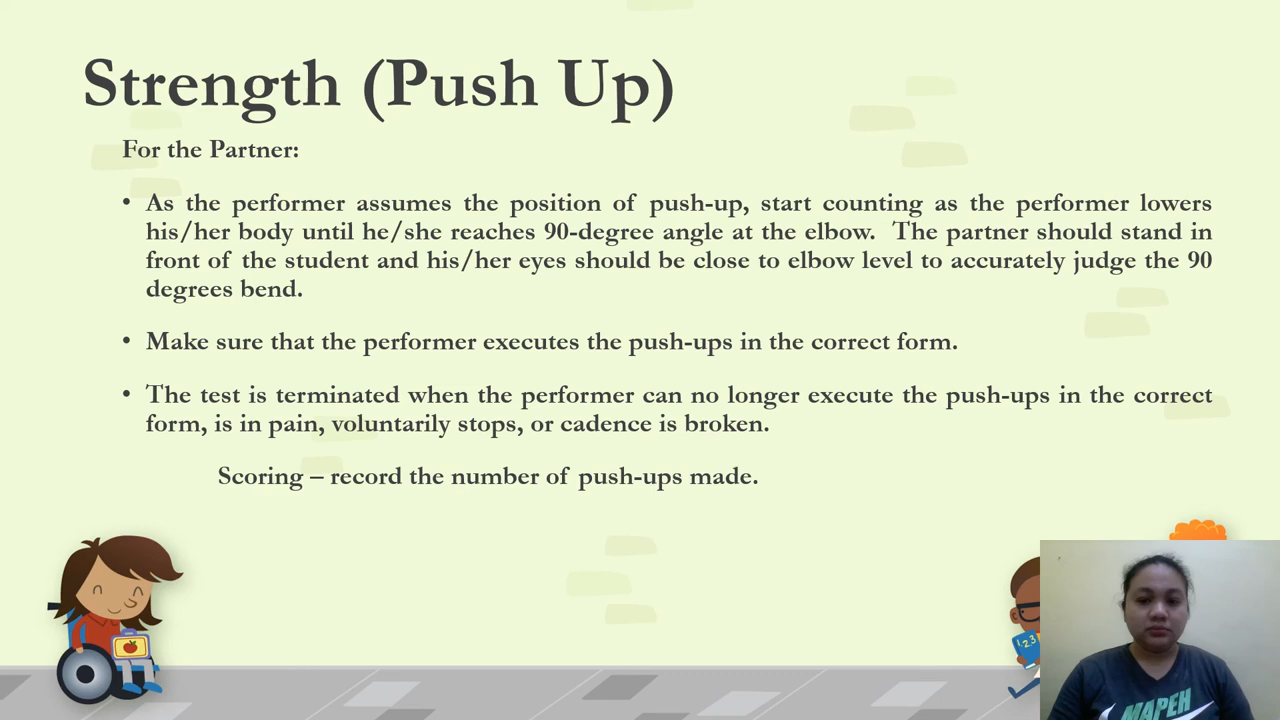 Strength (Push Up)
For the Partner:
• As the performer assumes the position of push-up, start counting as the performer lowers
his/her body until he/she reaches 90-degree angle at the elbow.  The partner should stand in
front of the student and his/her eyes should be close to elbow level to accurately judge the 90
degrees bend.
• Make sure that the performer executes the push-ups in the correct form.
• The test is terminated when the performer can no longer execute the push-ups in the correct
form, is in pain, voluntarily stops, or cadence is broken.
Scoring – record the number of push-ups made.
123
MAPEH